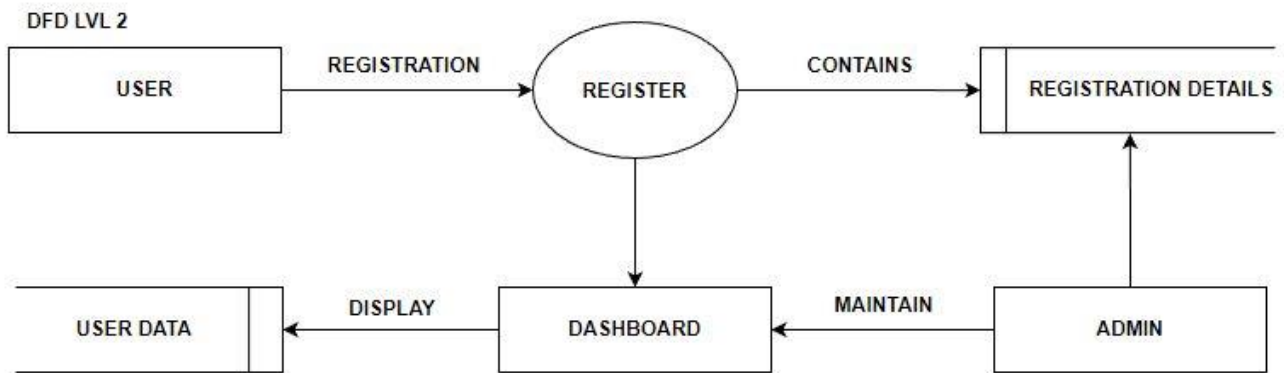 DFD LVL 2
USER
REGISTRATION
REGISTER
CONTAINS
REGISTRATION DETAILS
USER DATA
DISPLAY
DASHBOARD
MAINTAIN
ADMIN